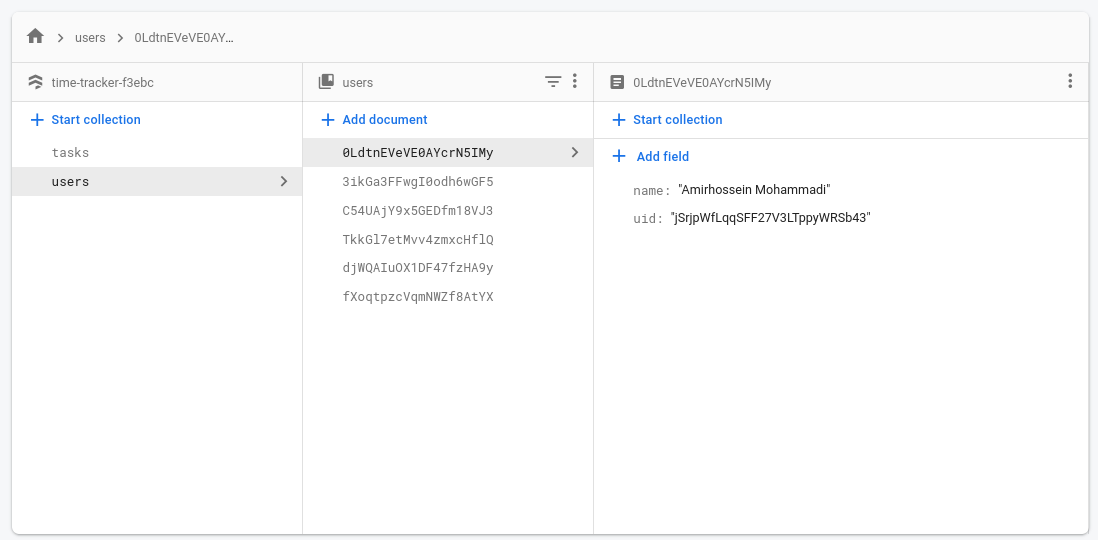 users
0LdtnEVeVE0AY...
time-tracker-f3ebc
Start collection
tasks
users
users
Add document
0LdtnEVeVE0AYcrN5IMy
3ikGa3FFwgI0odh6wGF5
C54UAjY9x5GEDfm18VJ3
TkkGl7etMvv4zmxcHflQ
djWQAIuOX1DF47fzHA9y
fXoqtpzcVqmNWZf8AtYX
0LdtnEVeVE0AYcrN5IMy
Start collection
Add field
name: "Amirhossein Mohammadi"
uid: "jSrjpWfLqqSFF27V3LTppyWRSb43"